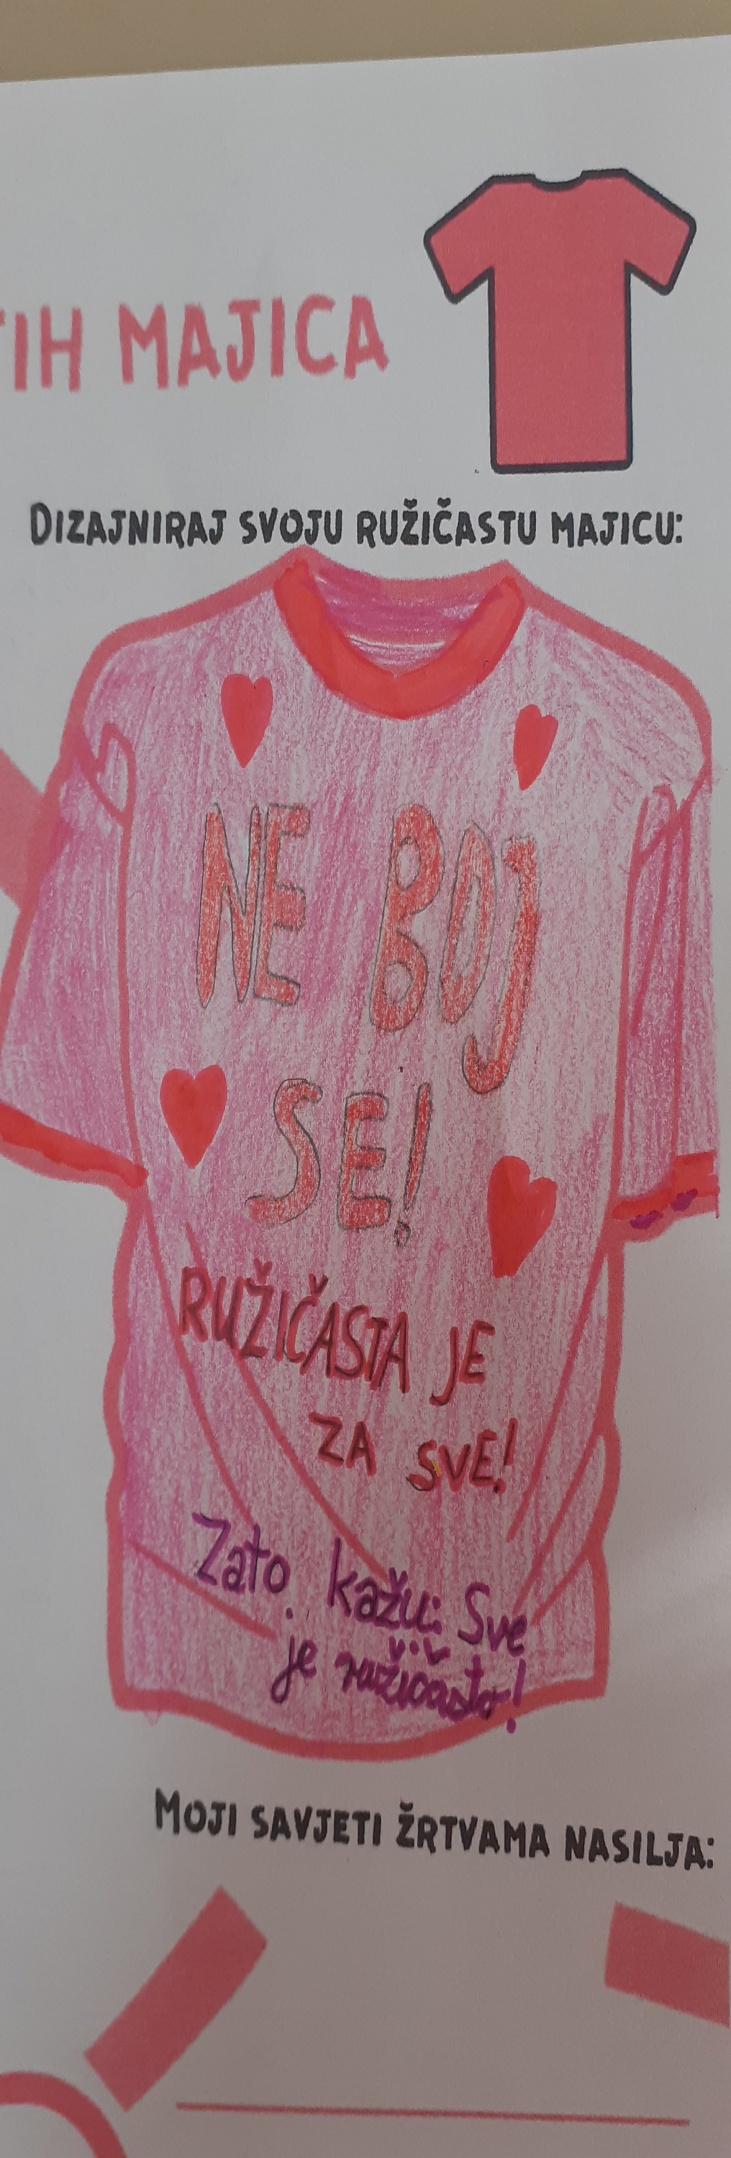 TIH MAJICA
DIZAJNIRAJ SVOJU RUŽIČASTU MAJICU:
NE BOJ
SE!
RUŽIČASTA JE
ZA SVE!
Zato kažu: Sve
je ružičasto!
MOJI SAVJETI ŽRTVAMA NASILJA: